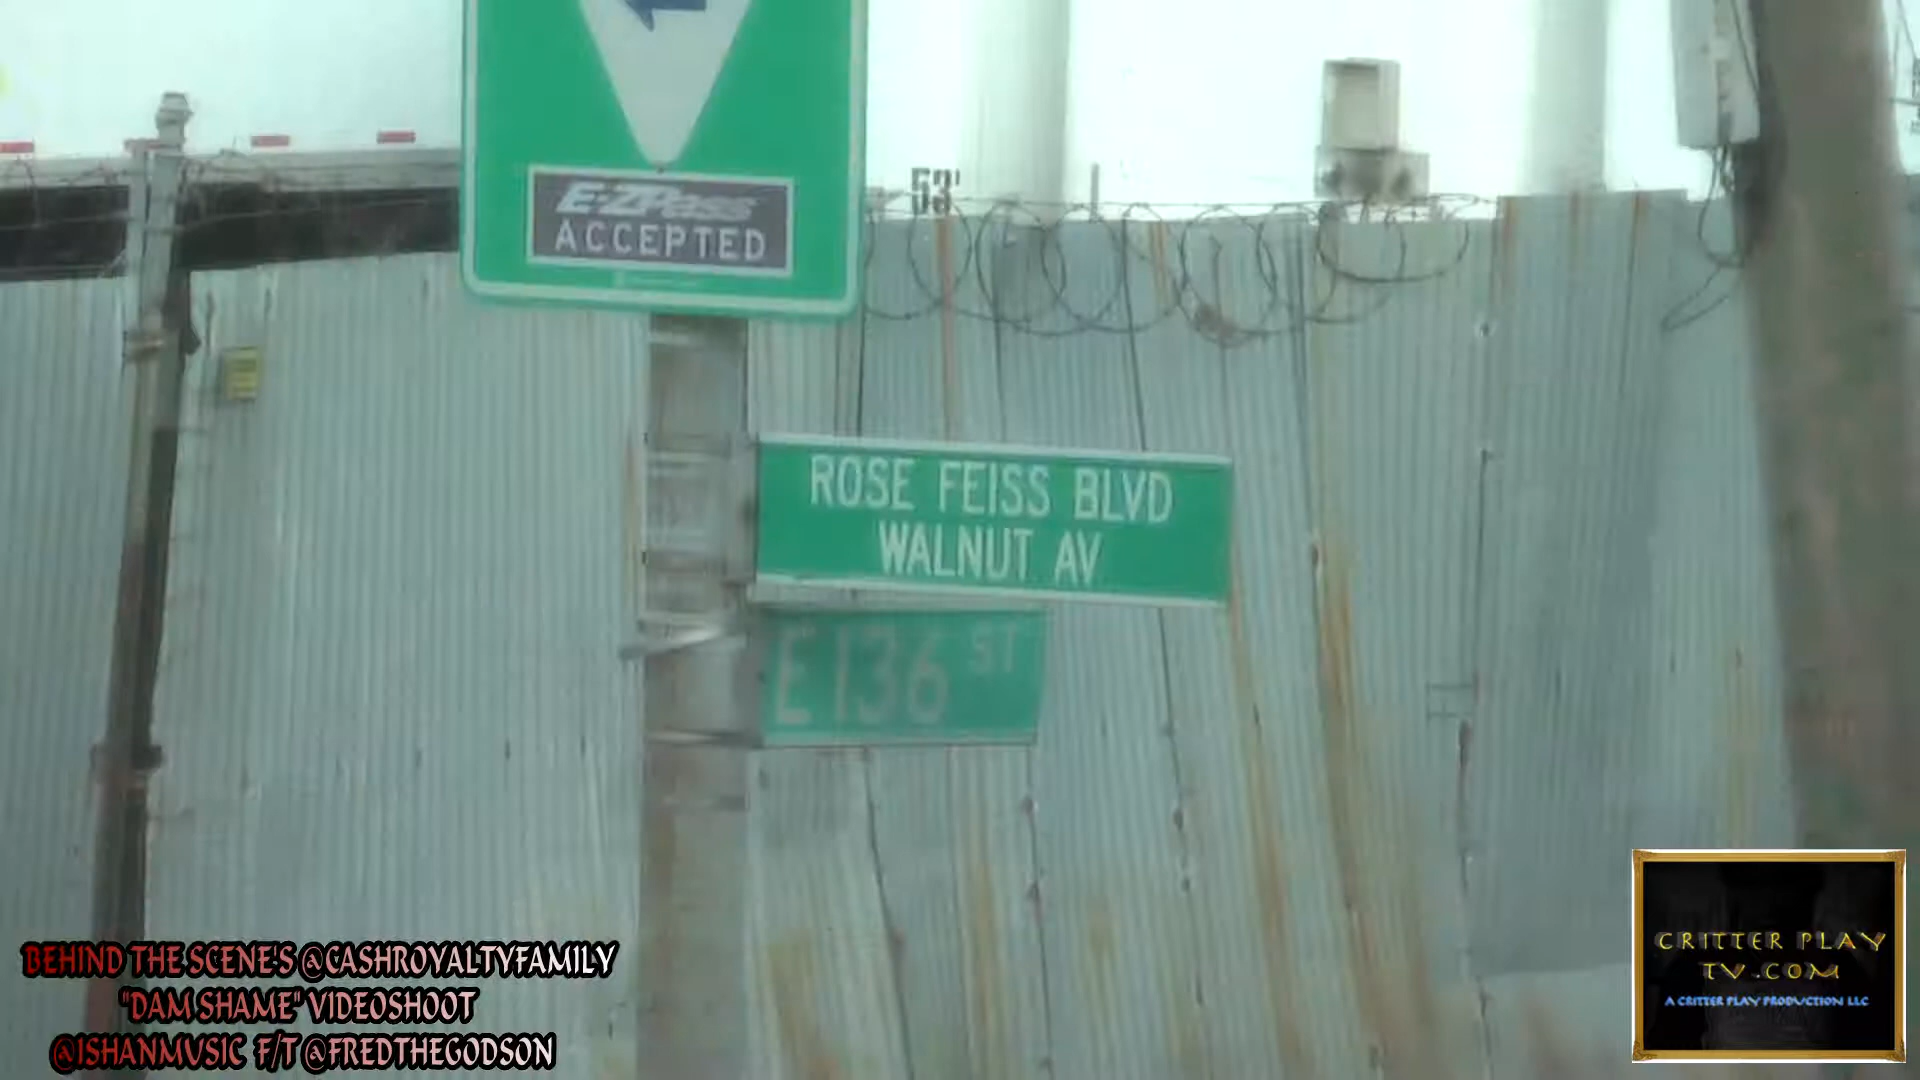 E-ZPass
ACCEPTED
53'
ROSE FEISS BLVD
WALNUT AV
E 136 ST
BEHIND THE SCENE'S @CASHROYALTYFAMILY
"DAM SHAME" VIDEOSHOOT
@ISHANMUSIC F/T @FREDTHEGODSON
CRITTER PLAY
TV.COM
A CRITTER PLAY PRODUCTION LLC